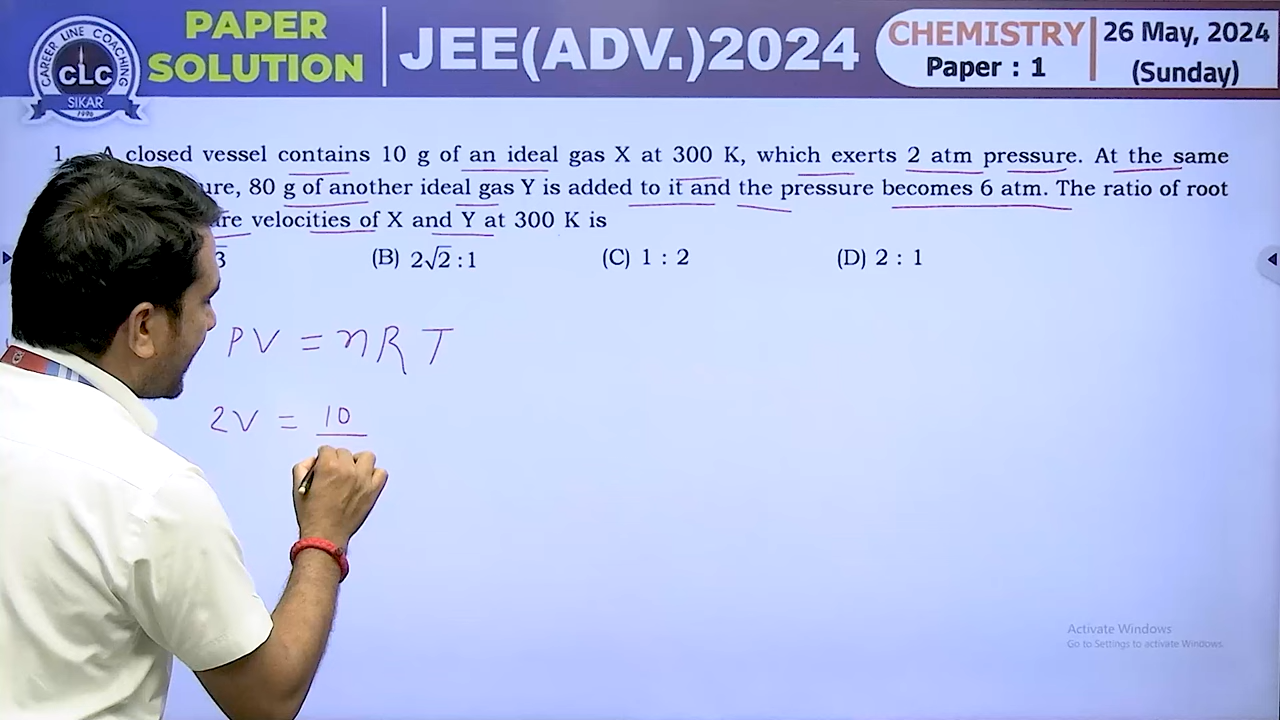 CAREER LINE COACHING
CLC
SIKAR
1996
PAPER
SOLUTION
JEE(ADV.)2024
CHEMISTRY
Paper : 1
26 May, 2024
(Sunday)
1. A closed vessel contains 10 g of an ideal gas X at 300 K, which exerts 2 atm pressure. At the same
ure, 80 g of another ideal gas Y is added to it and the pressure becomes 6 atm. The ratio of root
are velocities of X and Y at 300 K is
3 (B) 2√2 : 1 (C) 1 : 2 (D) 2 : 1
PV = nRT
2V = 10
Activate Windows
Go to Settings to activate Windows.